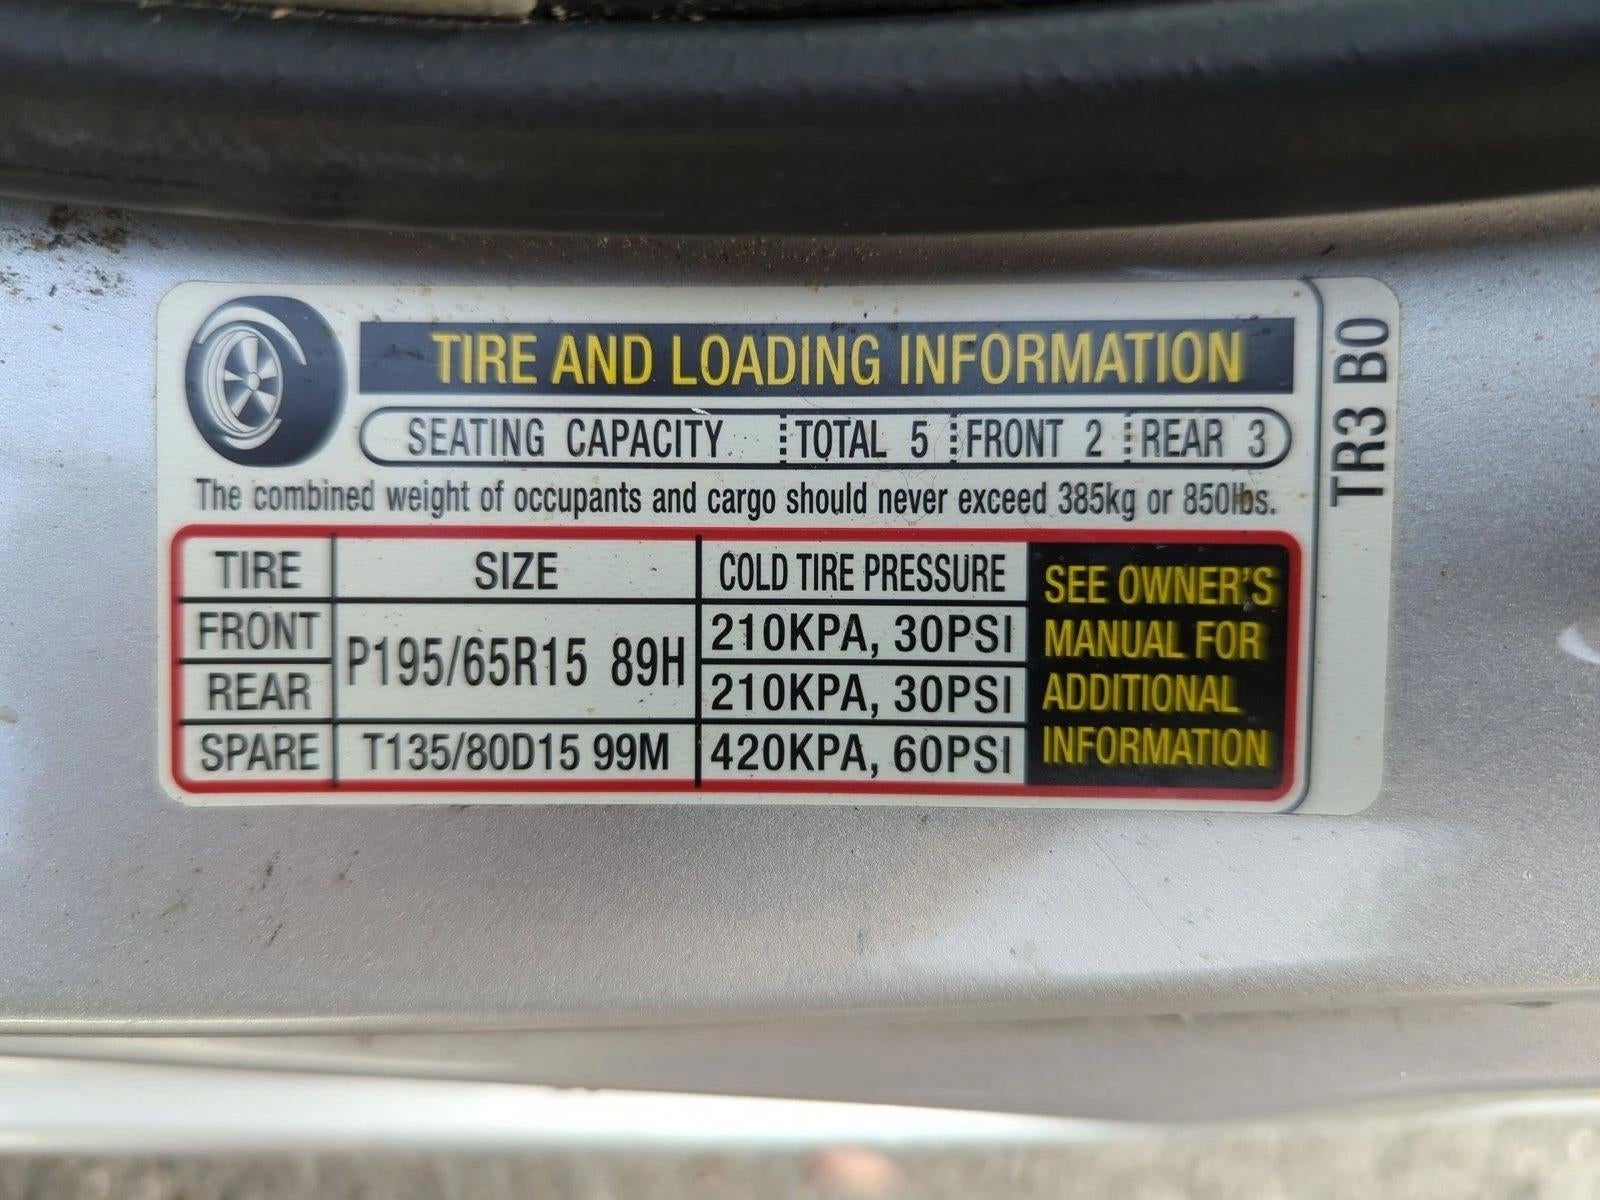 TIRE AND LOADING INFORMATION
SEATING CAPACITY TOTAL 5 FRONT 2 REAR 3
The combined weight of occupants and cargo should never exceed 385kg or 850lbs.
TIRE SIZE COLD TIRE PRESSURE
FRONT P195/65R15 89H 210KPA, 30PSI
REAR 210KPA, 30PSI
SPARE T135/80D15 99M 420KPA, 60PSI
SEE OWNER'S
MANUAL FOR
ADDITIONAL
INFORMATION
TR3 B0